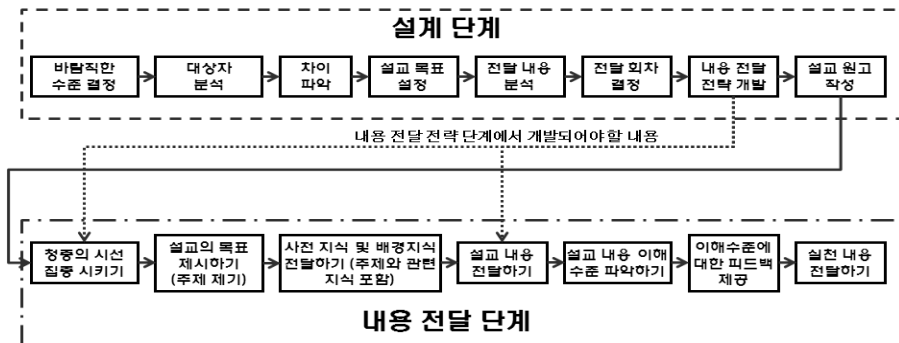 설계 단계
바람직한
수준 결정
대상자
분석
차이
파악
설교 목표
설정
전달 내용
분석
전달 회차
결정
내용 전달
전략 개발
설교 원고
작성
내용 전달 전략 단계에서 개발되어야할 내용
청중의 시선
집중 시키기
설교의 목표
제시하기
(주제 제기)
사전 지식 및 배경지식
전달하기 (주제와 관련
지식 포함)
설교 내용
전달하기
설교 내용 이해
수준 파악하기
이해수준에
대한 피드백
제공
실천 내용
전달하기
내용 전달 단계